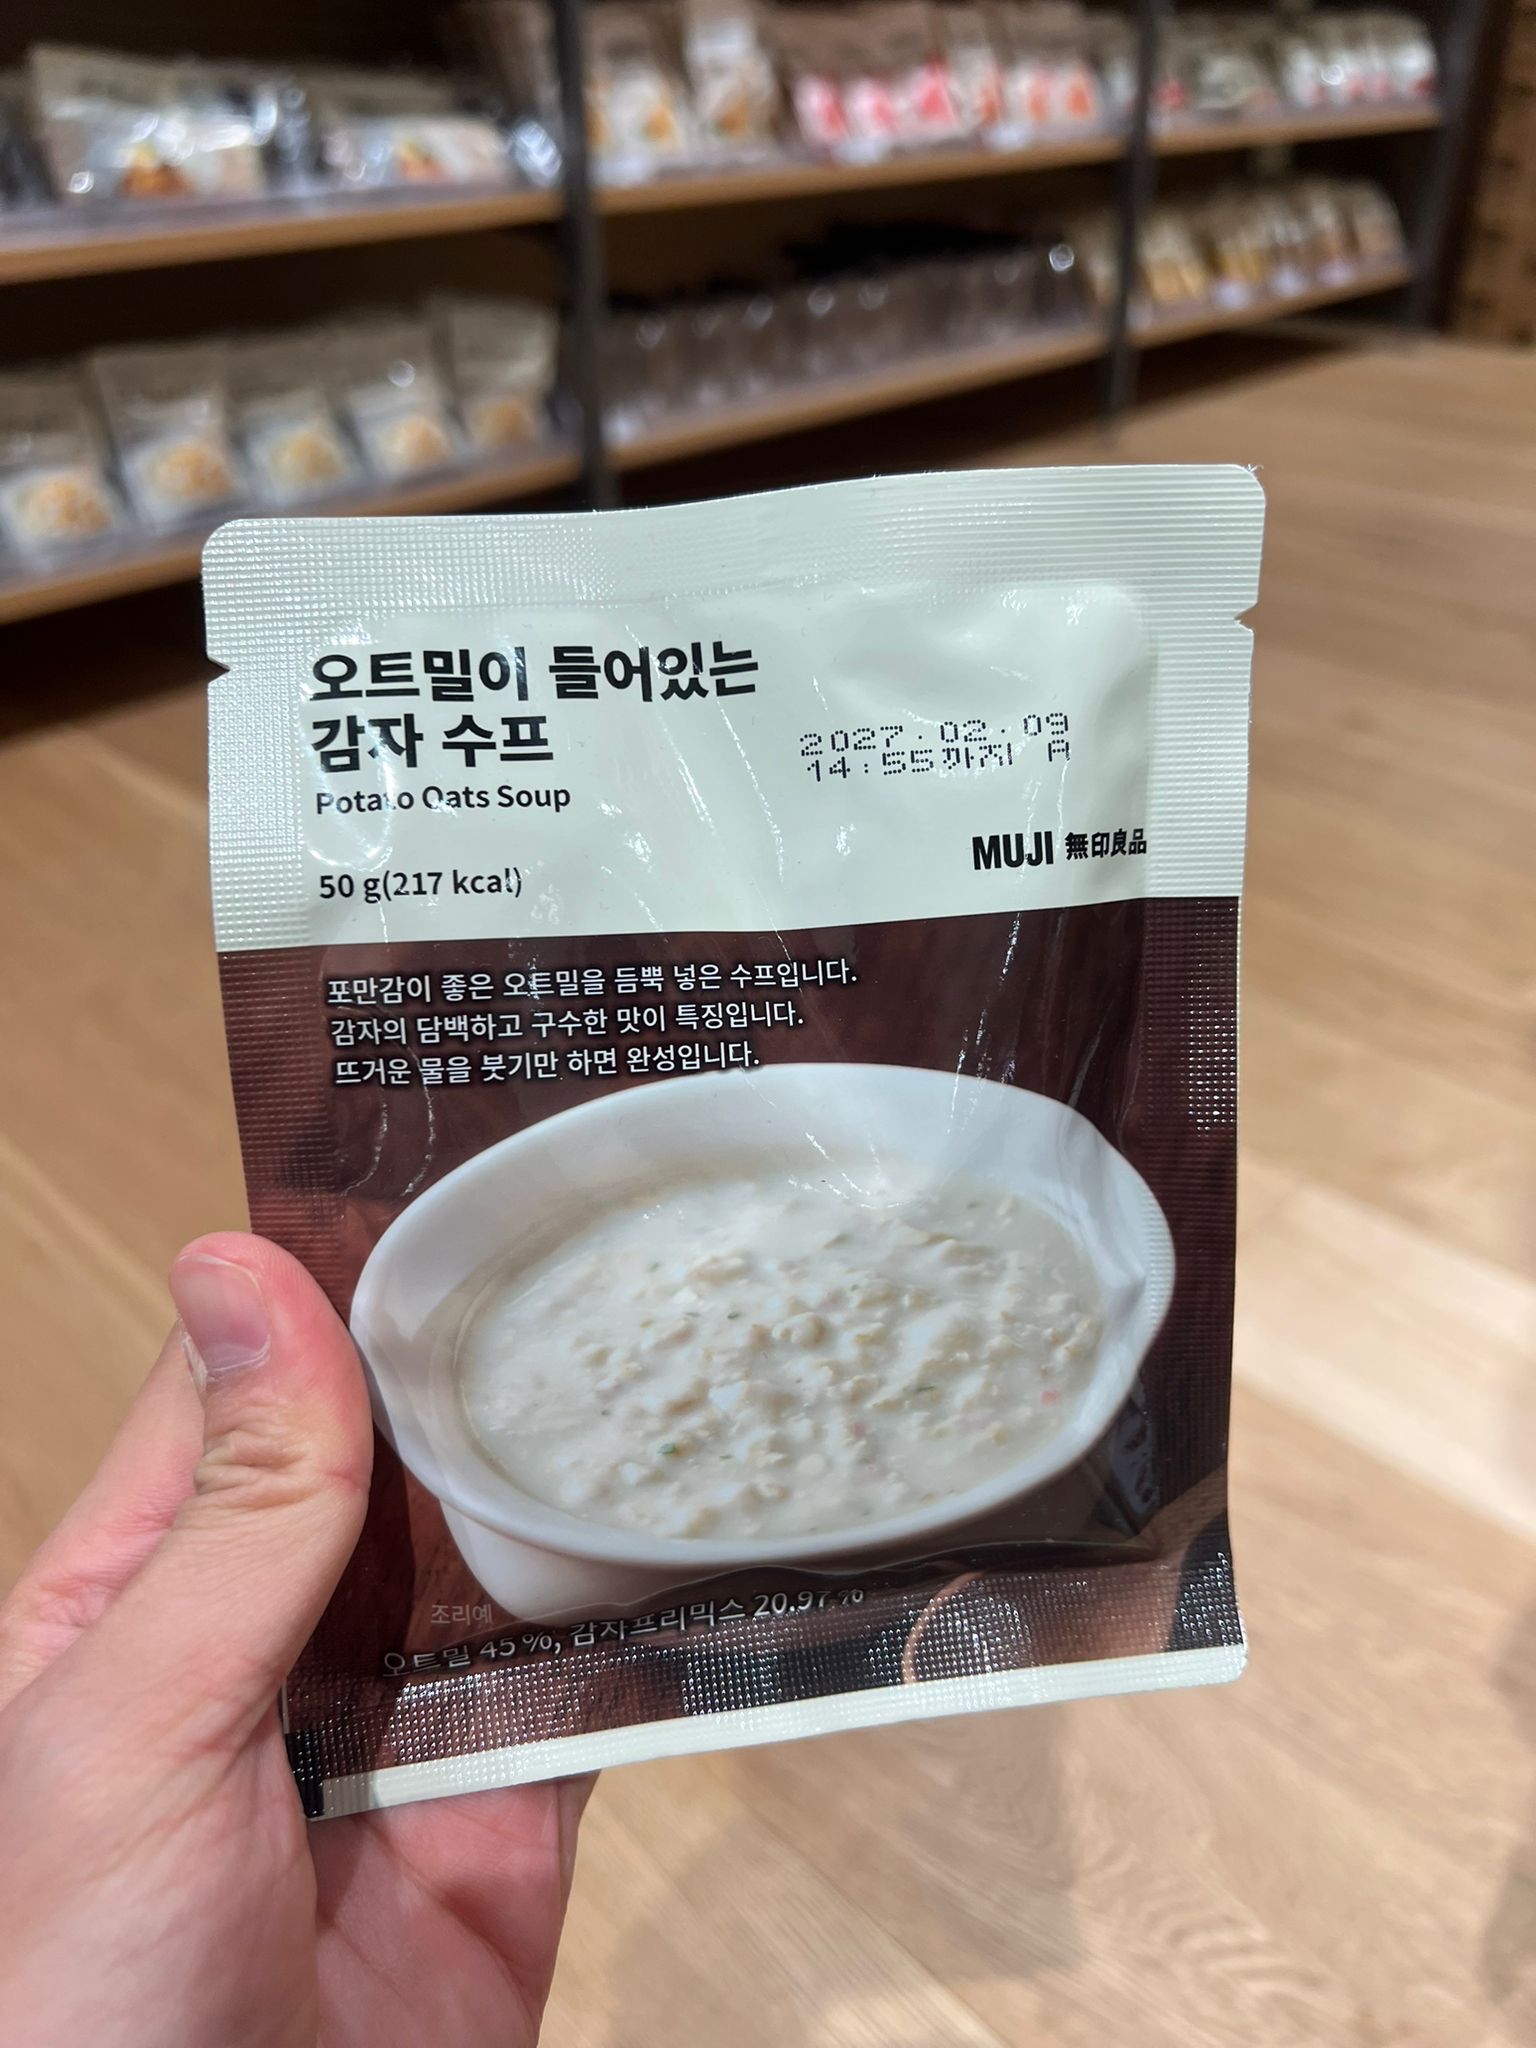 오트밀이 들어있는
감자 수프
Potato Oats Soup
2027.02.09
14:55까지 A
MUJI 無印良品
50 g(217 kcal)
포만감이 좋은 오트밀을 듬뿍 넣은 수프입니다.
감자의 담백하고 구수한 맛이 특징입니다.
뜨거운 물을 붓기만 하면 완성입니다.
조리예
오트밀 45 %, 감자프리믹스 20.97 %